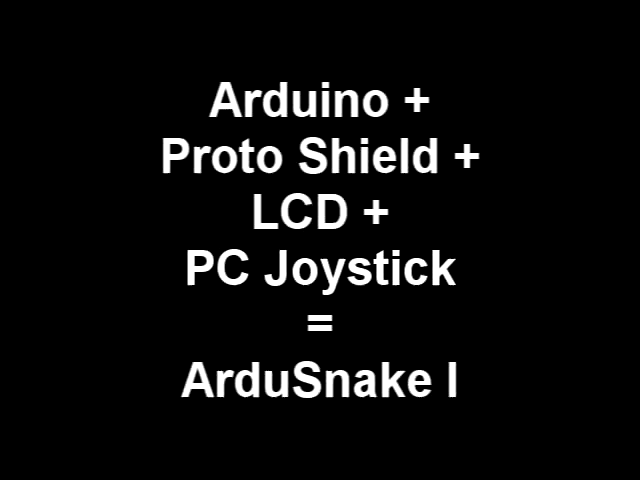 Arduino +
Proto Shield +
LCD +
PC Joystick
=
ArduSnake I